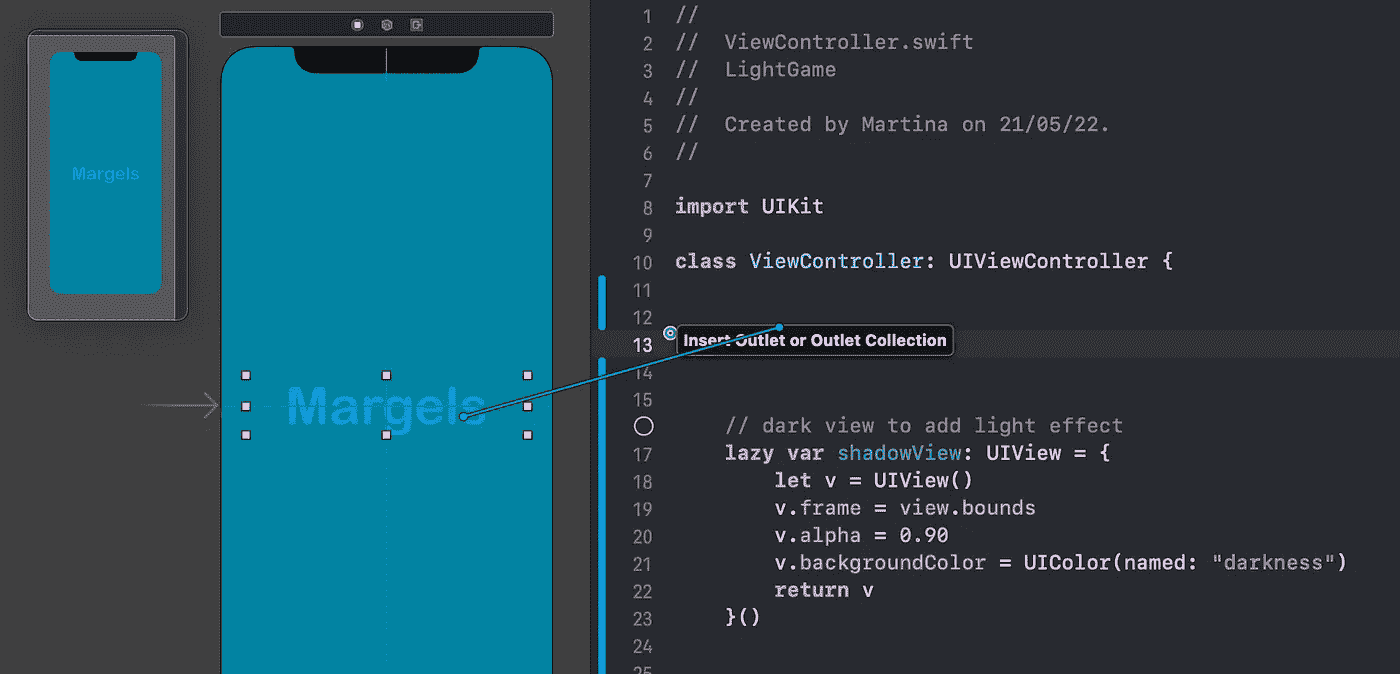 Margels
Margels
1 //
2 //  ViewController.swift
3 //  LightGame
4 //
5 //  Created by Martina on 21/05/22.
6 //
7
8 import UIKit
9
10 class ViewController: UIViewController {
11
12
13 Insert Outlet or Outlet Collection
14
15
// dark view to add light effect
17 lazy var shadowView: UIView = {
18 let v = UIView()
19 v.frame = view.bounds
20 v.alpha = 0.90
21 v.backgroundColor = UIColor(named: "darkness")
22 return v
23 }()
24
25